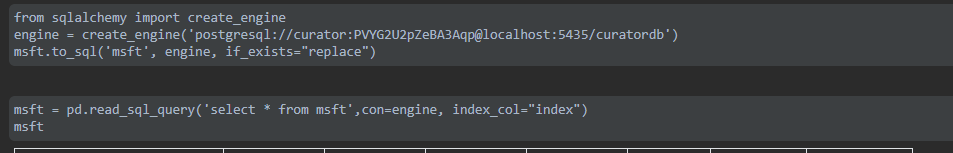 from sqlalchemy import create_engine
engine = create_engine('postgresql://curator:PVYG2U2pZeBA3Aqp@localhost:5435/curatordb')
msft.to_sql('msft', engine, if_exists="replace")
msft = pd.read_sql_query('select * from msft',con=engine, index_col="index")
msft